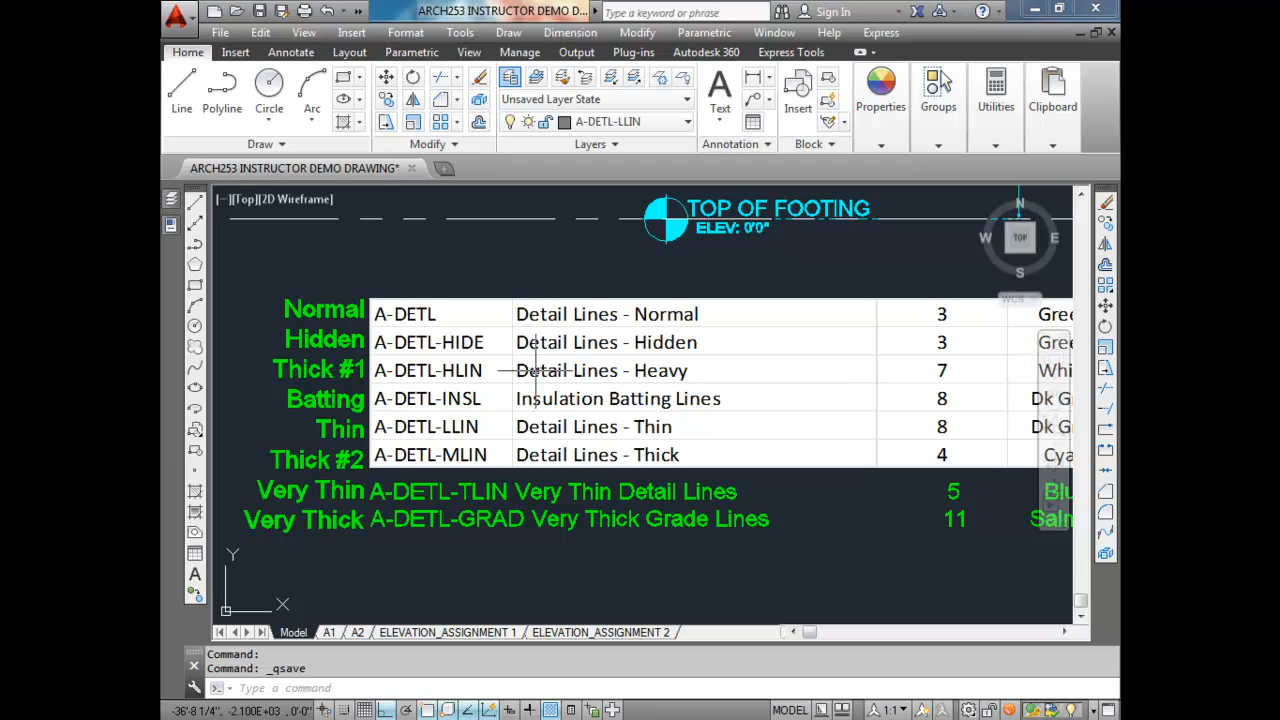 ARCH253 INSTRUCTOR DEMO D...
Type a keyword or phrase
Sign In
File Edit View Insert Format Tools Draw Dimension Modify Parametric Window Help Express
Home Insert Annotate Layout Parametric View Manage Output Plug-ins Autodesk 360 Express Tools
Unsaved Layer State
Line Polyline Circle Arc Text Insert Properties Groups Utilities Clipboard
A-DETL-LLIN
Draw Modify Layers Annotation Block
ARCH253 INSTRUCTOR DEMO DRAWING*
[−][Top][2D Wireframe]
TOP OF FOOTING
ELEV: 0'0"
N
W TOP E
S
WCS
Normal A-DETL Detail Lines - Normal 3 Gree
Hidden A-DETL-HIDE Detail Lines - Hidden 3 Gree
Thick #1 A-DETL-HLIN Detail Lines - Heavy 7 Whi
Batting A-DETL-INSL Insulation Batting Lines 8 Dk G
Thin A-DETL-LLIN Detail Lines - Thin 8 Dk G
Thick #2 A-DETL-MLIN Detail Lines - Thick 4 Cya
Very Thin A-DETL-TLIN Very Thin Detail Lines 5 Blu
Very Thick A-DETL-GRAD Very Thick Grade Lines 11 Salm
Y
X
Model A1 A2 ELEVATION_ASSIGNMENT 1 ELEVATION_ASSIGNMENT 2
Command:
Command: _qsave
Type a command
-36'-8 1/4", -2.100E+03 , 0'-0" MODEL 1:1